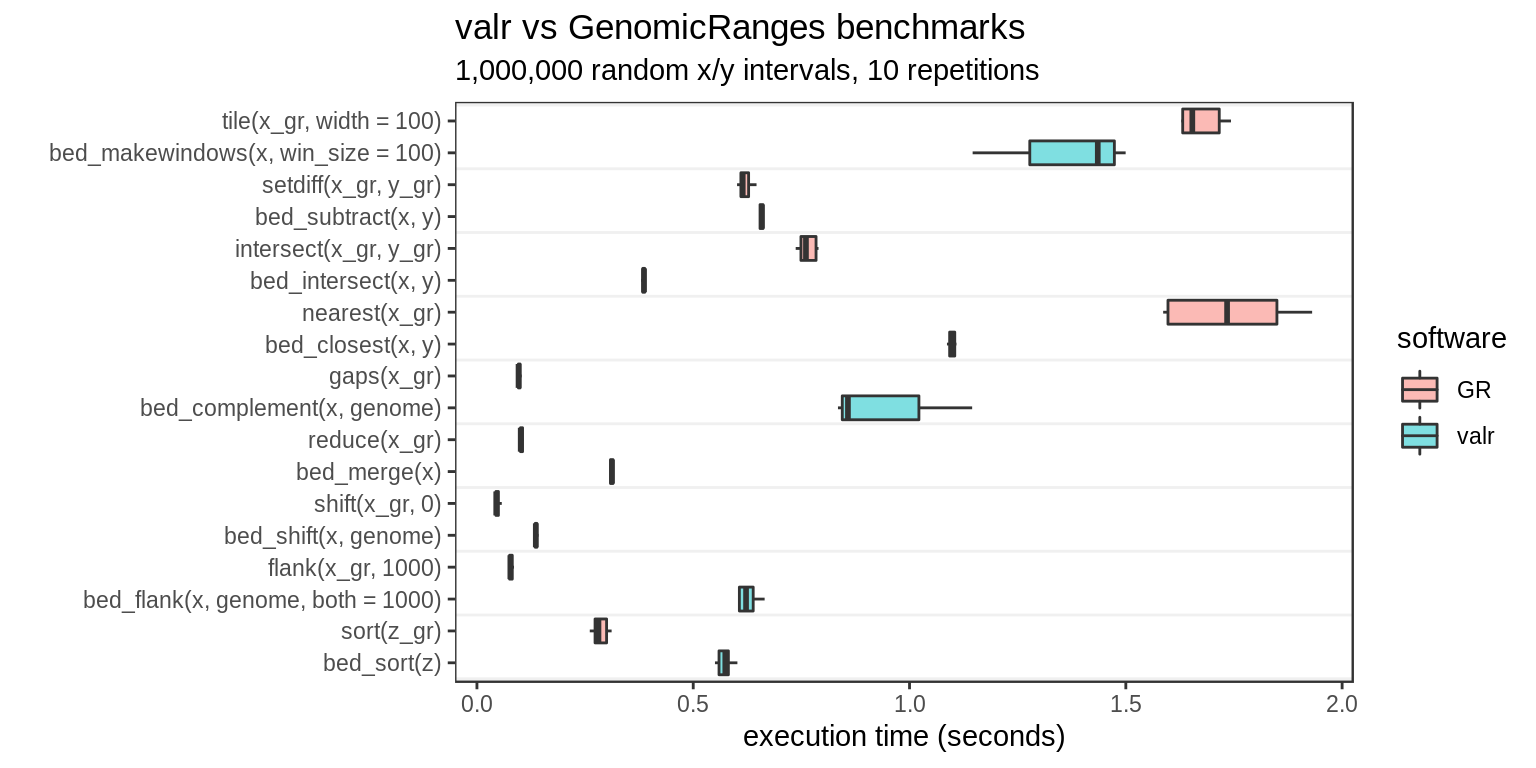 valr vs GenomicRanges benchmarks
1,000,000 random x/y intervals, 10 repetitions
tile(x_gr, width = 100)
bed_makewindows(x, win_size = 100)
setdiff(x_gr, y_gr)
bed_subtract(x, y)
intersect(x_gr, y_gr)
bed_intersect(x, y)
nearest(x_gr)
bed_closest(x, y)
gaps(x_gr)
bed_complement(x, genome)
reduce(x_gr)
bed_merge(x)
shift(x_gr, 0)
bed_shift(x, genome)
flank(x_gr, 1000)
bed_flank(x, genome, both = 1000)
sort(z_gr)
bed_sort(z)
0.0 0.5 1.0 1.5 2.0
execution time (seconds)
software
GR
valr